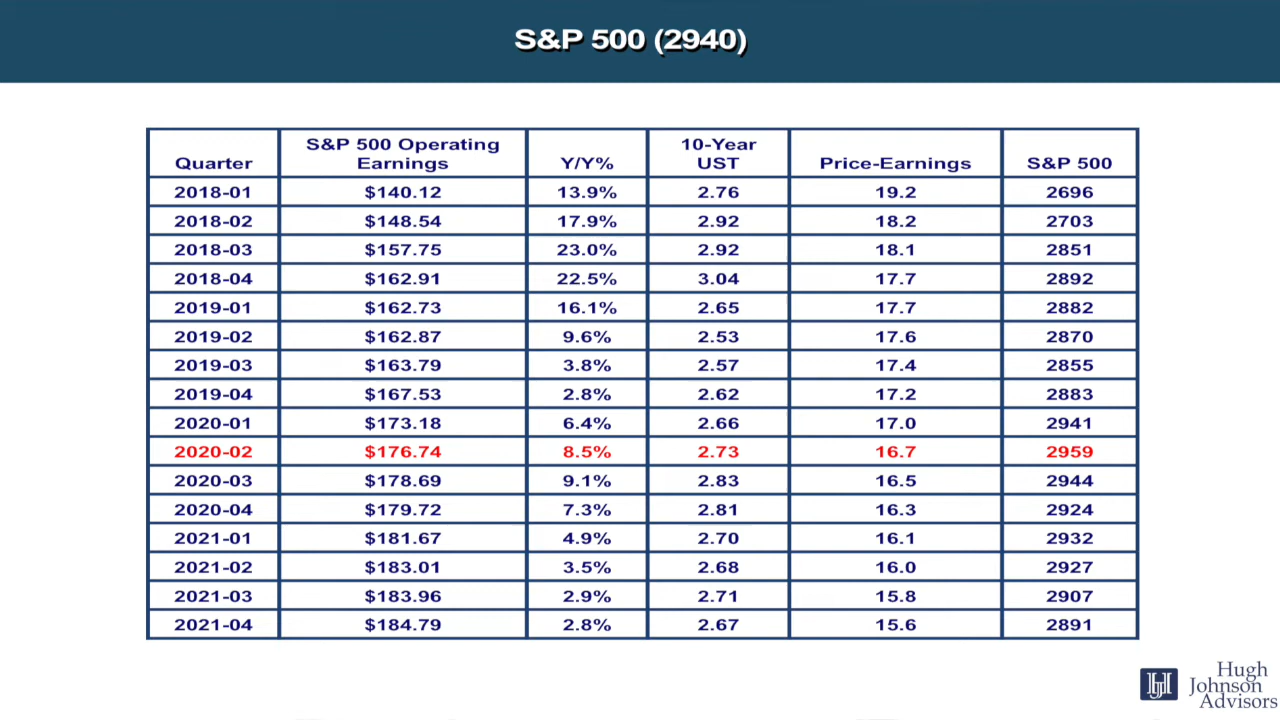 S&P 500 (2940)
Quarter S&P 500 Operating Earnings Y/Y% 10-Year UST Price-Earnings S&P 500
2018-01 $140.12 13.9% 2.76 19.2 2696
2018-02 $148.54 17.9% 2.92 18.2 2703
2018-03 $157.75 23.0% 2.92 18.1 2851
2018-04 $162.91 22.5% 3.04 17.7 2892
2019-01 $162.73 16.1% 2.65 17.7 2882
2019-02 $162.87 9.6% 2.53 17.6 2870
2019-03 $163.79 3.8% 2.57 17.4 2855
2019-04 $167.53 2.8% 2.62 17.2 2883
2020-01 $173.18 6.4% 2.66 17.0 2941
2020-02 $176.74 8.5% 2.73 16.7 2959
2020-03 $178.69 9.1% 2.83 16.5 2944
2020-04 $179.72 7.3% 2.81 16.3 2924
2021-01 $181.67 4.9% 2.70 16.1 2932
2021-02 $183.01 3.5% 2.68 16.0 2927
2021-03 $183.96 2.9% 2.71 15.8 2907
2021-04 $184.79 2.8% 2.67 15.6 2891
HJ Hugh
Johnson
Advisors